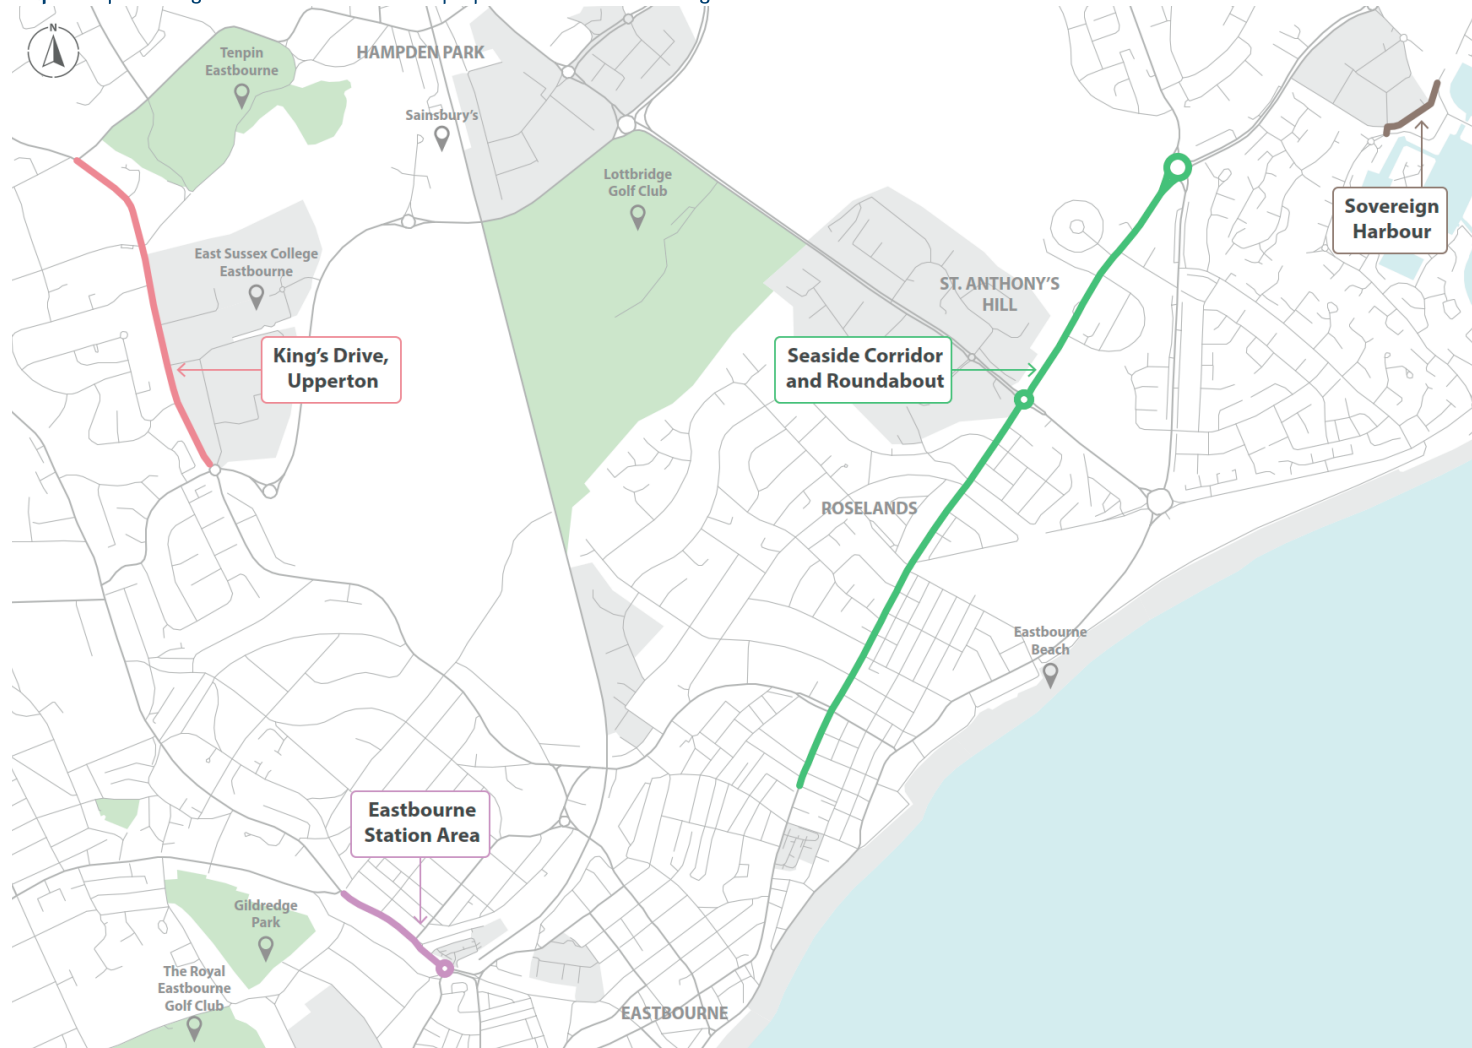 N
Tenpin
Eastbourne
HAMPDEN PARK
Sainsbury's
Lottbridge
Golf Club
Sovereign
Harbour
East Sussex College
Eastbourne
ST. ANTHONY'S
HILL
King's Drive,
Upperton
Seaside Corridor
and Roundabout
ROSELANDS
Eastbourne
Beach
Eastbourne
Station Area
Gildredge
Park
The Royal
Eastbourne
Golf Club
EASTBOURNE